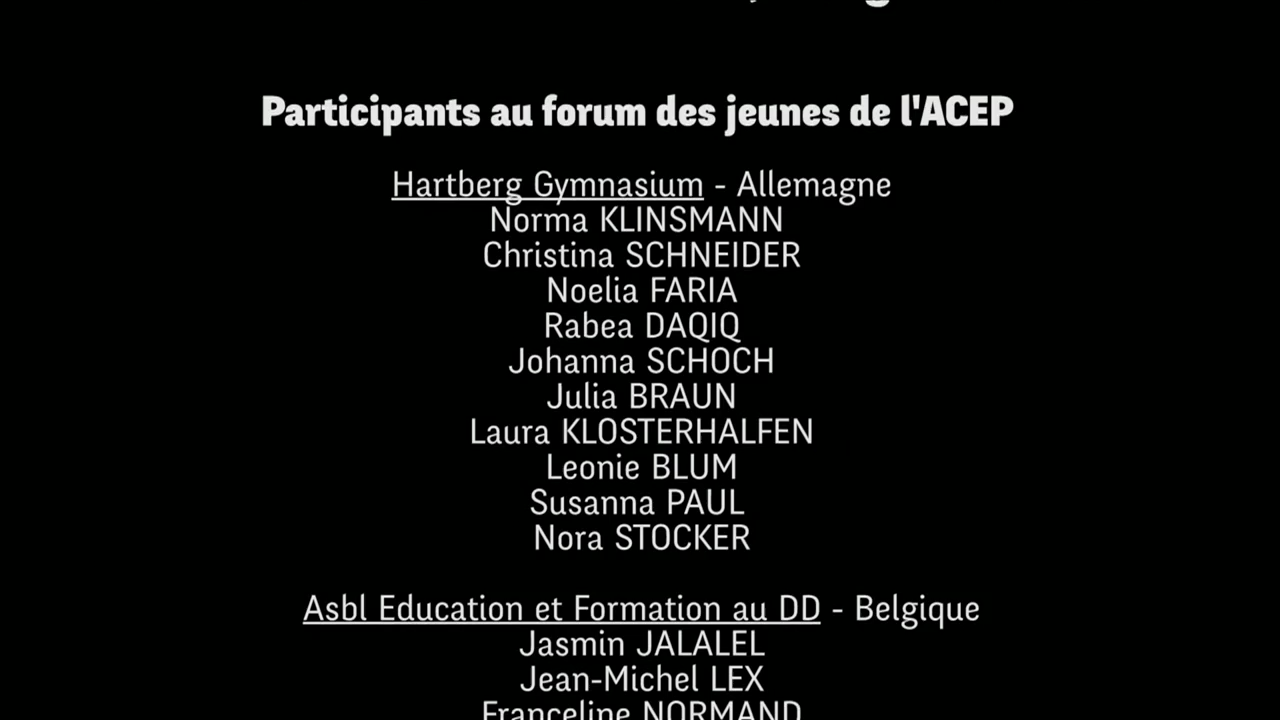 Participants au forum des jeunes de l'ACEP
Hartberg Gymnasium - Allemagne
Norma KLINSMANN
Christina SCHNEIDER
Noelia FARIA
Rabea DAQIQ
Johanna SCHOCH
Julia BRAUN
Laura KLOSTERHALFEN
Leonie BLUM
Susanna PAUL
Nora STOCKER
Asbl Education et Formation au DD - Belgique
Jasmin JALALEL
Jean-Michel LEX
Franceline NORMAND